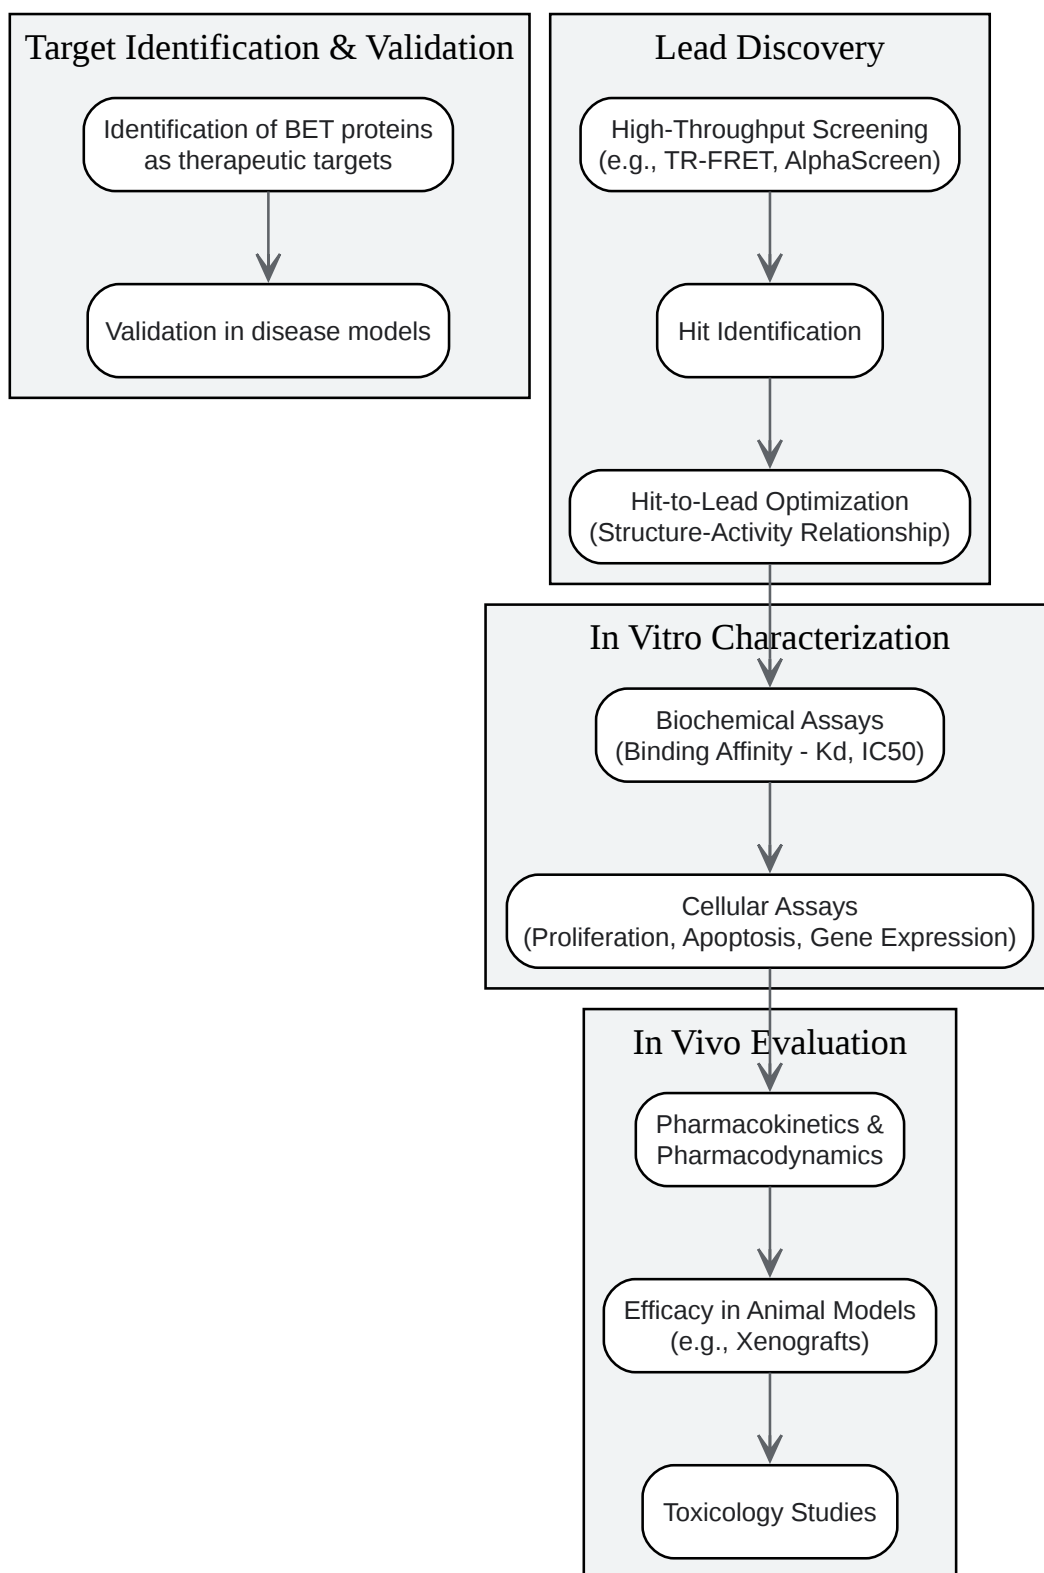 Target Identification & Validation
Identification of BET proteins
as therapeutic targets
Validation in disease models
Lead Discovery
High-Throughput Screening
(e.g., TR-FRET, AlphaScreen)
Hit Identification
Hit-to-Lead Optimization
(Structure-Activity Relationship)
In Vitro Characterization
Biochemical Assays
(Binding Affinity - Kd, IC50)
Cellular Assays
(Proliferation, Apoptosis, Gene Expression)
In Vivo Evaluation
Pharmacokinetics &
Pharmacodynamics
Efficacy in Animal Models
(e.g., Xenografts)
Toxicology Studies